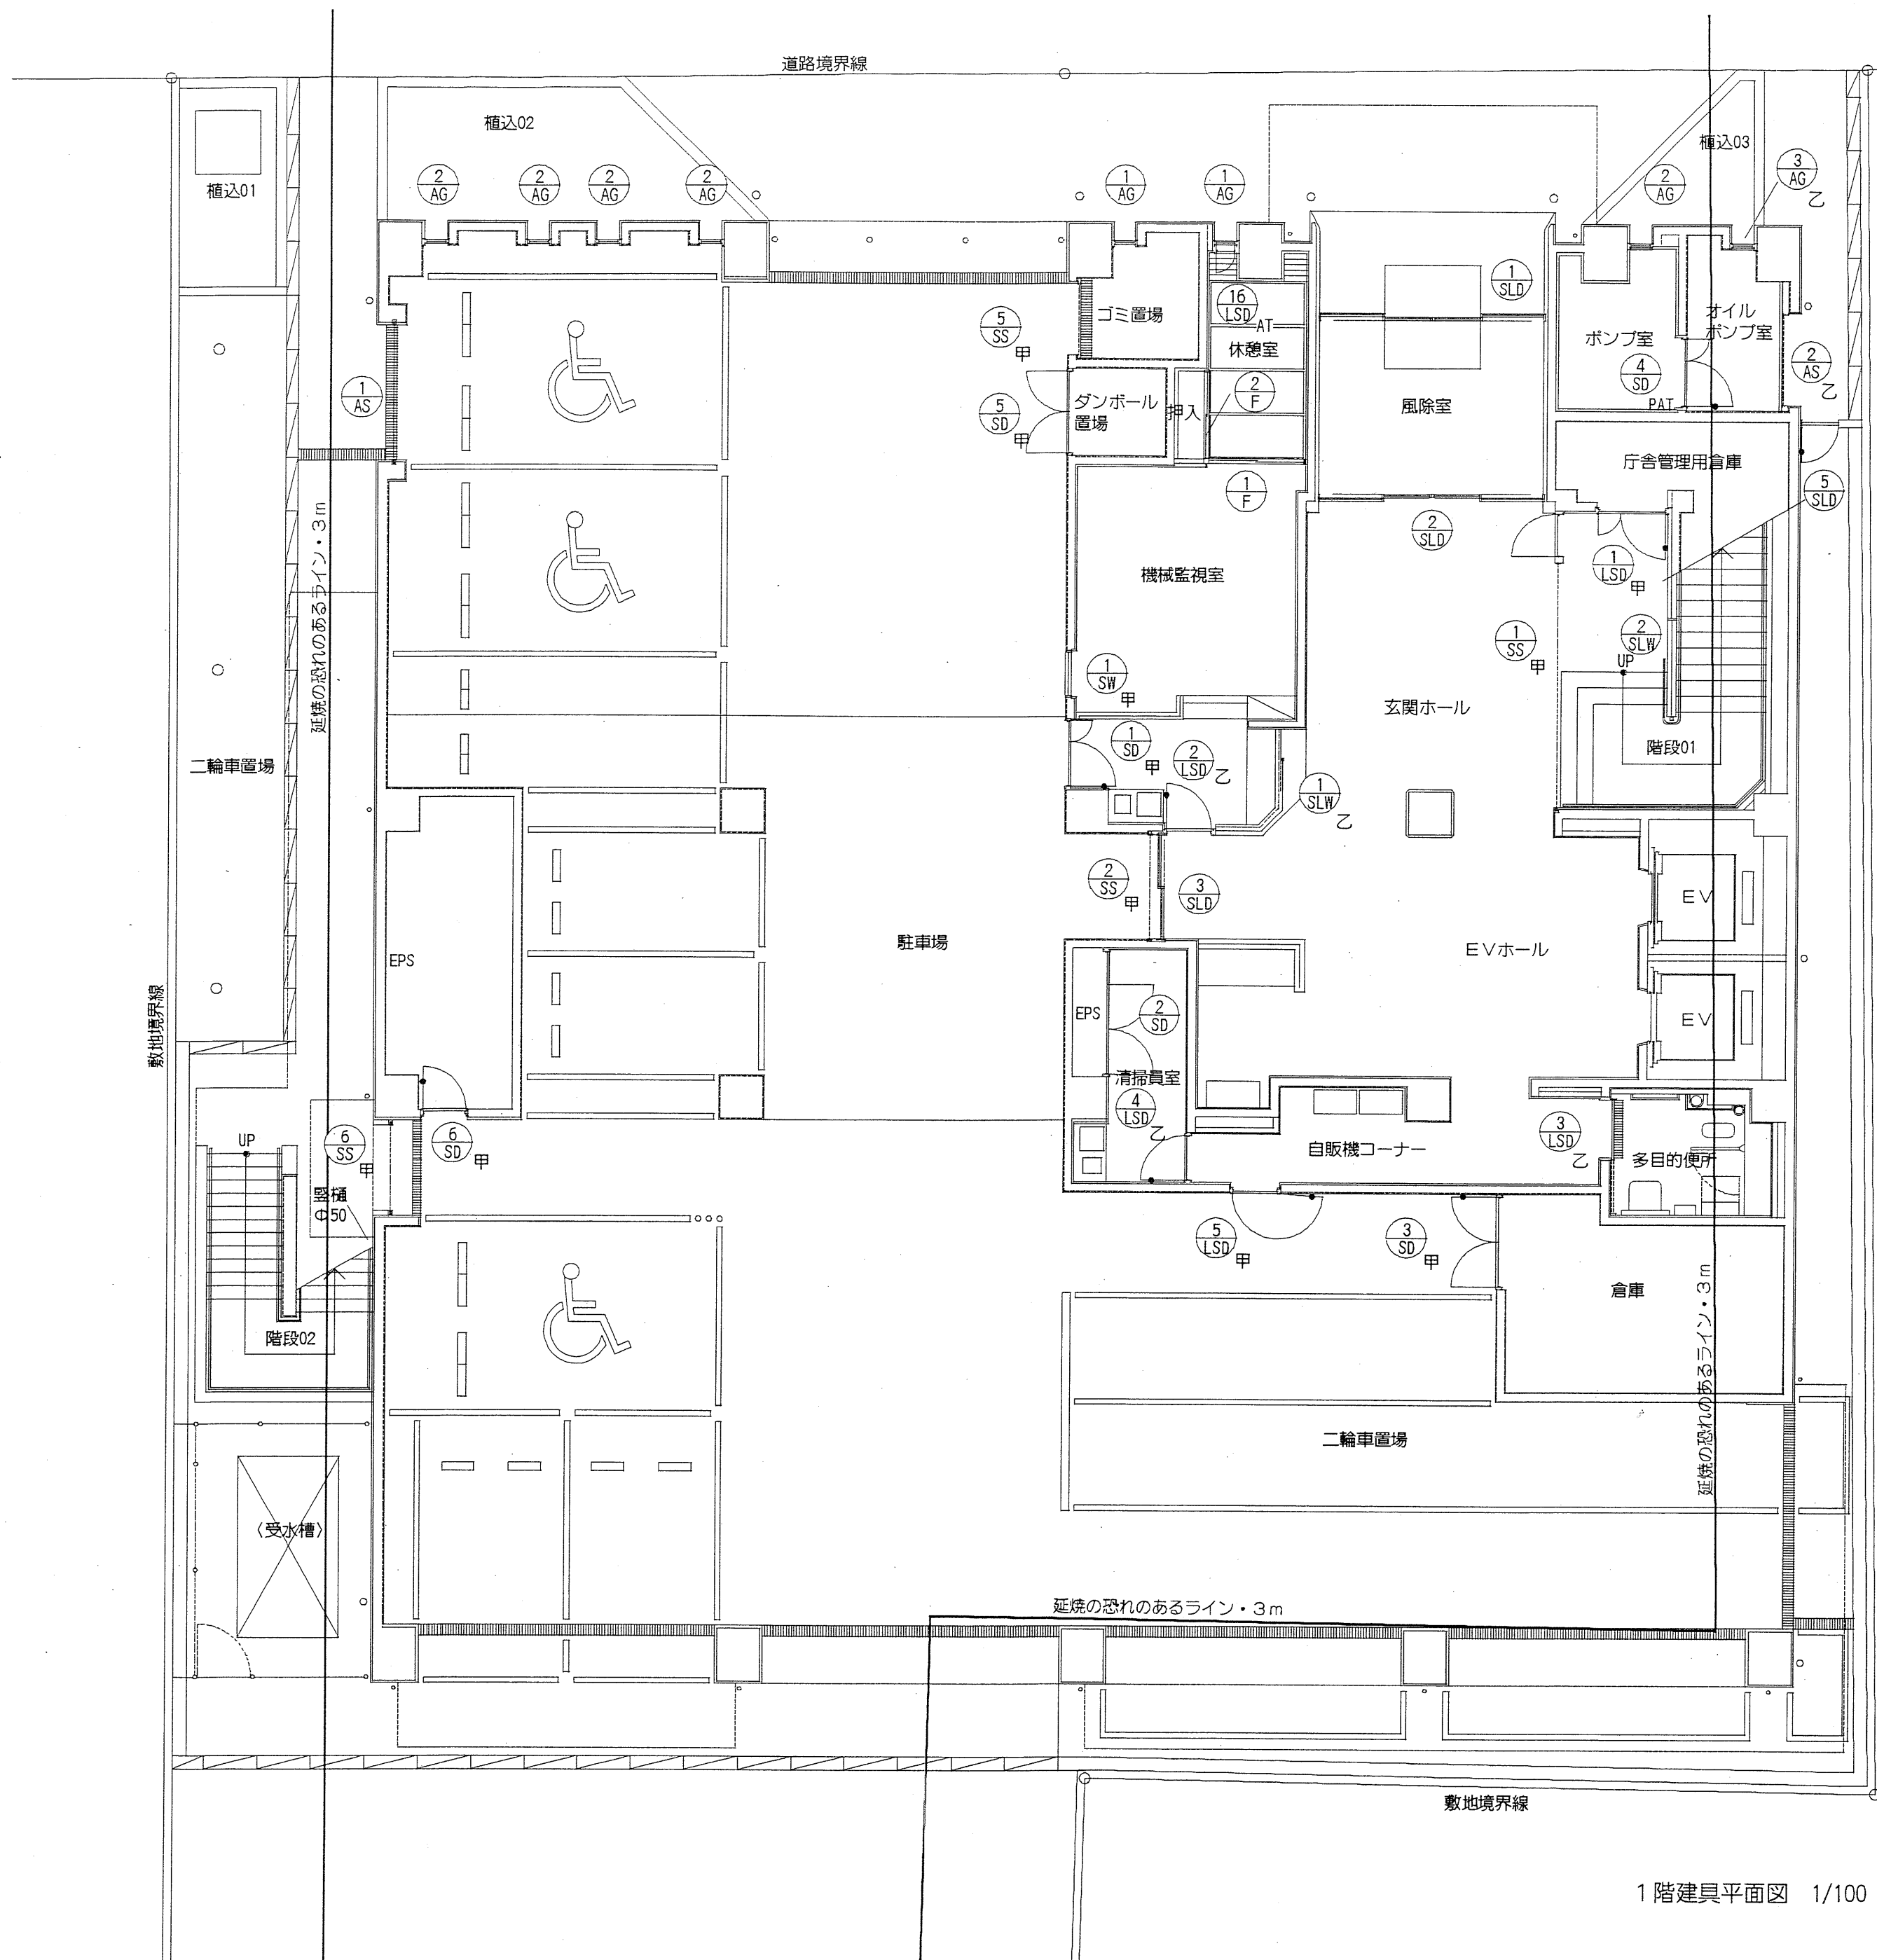 道路境界線
植込01
植込02
植込03
2
AG
2
AG
2
AG
2
AG
1
AG
1
AG
2
AG
3
AG
乙
1
SLD
16
LSD
AT
休憩室
ゴミ置場
5
SS
甲
ポンプ室
オイル
ポンプ室
4
SD
PAT
2
AS
乙
1
AS
5
SD
甲
ダンボール
置場
押入
2
F
風除室
庁舎管理用倉庫
5
SLD
1
F
2
SLD
延焼の恐れのあるライン・3m
機械監視室
1
LSD
甲
1
SS
甲
2
SLW
UP
1
SW
甲
玄関ホール
階段01
二輪車置場
1
SD
甲
2
LSD
乙
1
SLW
乙
2
SS
甲
3
SLD
EV
駐車場
EVホール
EPS
敷地境界線
EPS
2
SD
EV
清掃員室
4
LSD
乙
3
LSD
乙
自販機コーナー
多目的便所
UP
6
SS
甲
6
SD
甲
竪樋
Φ50
5
LSD
甲
3
SD
甲
倉庫
階段02
延焼の恐れのあるライン・3m
二輪車置場
〈受水槽〉
延焼の恐れのあるライン・3m
敷地境界線
1階建具平面図 1/100